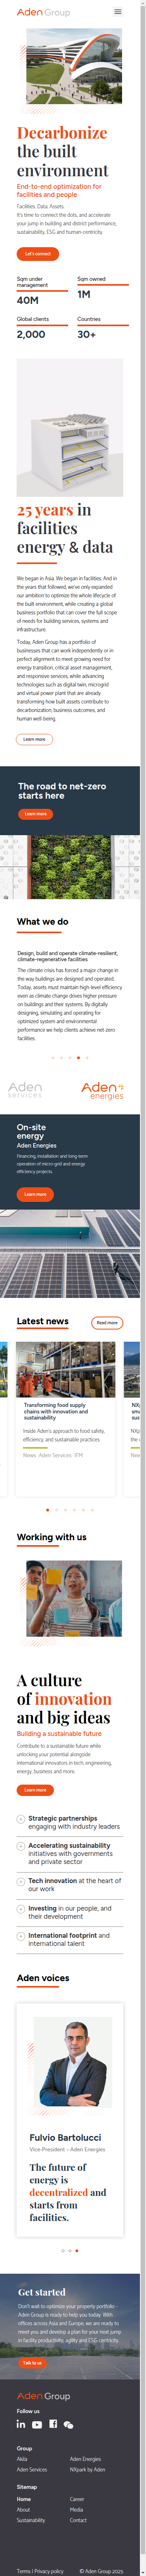 Aden Group
Decarbonize
the built
environment
End-to-end optimization for
facilities and people
Facilities. Data. Assets.
It's time to connect the dots, and accelerate
your jump in building and district performance,
sustainability, ESG and human-centricity.
Let's connect
Sqm under
management
40M
Sqm owned
1M
Global clients
2,000
Countries
30+
25 years in
facilities
energy & data
We began in Asia. We began in facilities. And in
the years that followed, we've only expanded
our ambition to optimize the whole lifecycle of
the built environment, while creating a global
business portfolio that can cover the full scope
of needs for building services, systems and
infrastructure.
Today, Aden Group has a portfolio of
businesses that can work independently or in
perfect alignment to meet growing need for
energy transition, critical asset management,
and responsive services, while advancing
technologies such as digital twin, microgrid
and virtual power plant that are already
transforming how built assets contribute to
decarbonization, business outcomes, and
human well-being.
Learn more
The road to net-zero
starts here
Learn more
What we do
Design, build and operate climate-resilient,
climate-regenerative facilities
The climate crisis has forced a paradigm change in
the way buildings are designed and operated.
Today, assets must maintain high-level efficiency
even as climate change drives higher pressure
on buildings and their systems. By digitally
designing, simulating, and operating for
optimized spatial and environmental
performance we help clients achieve net zero
facilities.
Aden
services
Aden
energies
On-site
energy
Aden Energies
Financing, installation and long-term
operation of micro-grid and energy
efficiency projects.
Learn more
Latest news
Read more
Transforming food supply
chains with innovation and
sustainability
Inside Aden's approach to food safety,
efficiency, and sustainable practices
News Aden Services IFM
Working with us
A culture
of innovation
and big ideas
Building a sustainable future
Contribute to a sustainable future while
unlocking your potential alongside
international innovators in tech, engineering,
energy, business and more.
Learn more
Strategic partnerships
engaging with industry leaders
Accelerating sustainability
initiatives with governments
and private sector
Tech innovation at the heart of
our work
Investing in our people, and
their development
International footprint and
international talent
Aden voices
Fulvio Bartolucci
Vice-President - Aden Energies
The future of
energy is
decentralized and
starts from
facilities.
Get started
Don't wait to optimize your property portfolio –
Aden Group is ready to help you today. With
offices across Asia and Europe, we are ready to
meet you and develop a plan for your next jump
in facility productivity, agility and ESG-centricity.
Talk to us
Aden Group
Follow us
Group
Akila
Aden Energies
Aden Services
NXpark by Aden
Sitemap
Home
Career
About
Media
Sustainability
Contact
Terms | Privacy policy
© Aden Group 2025